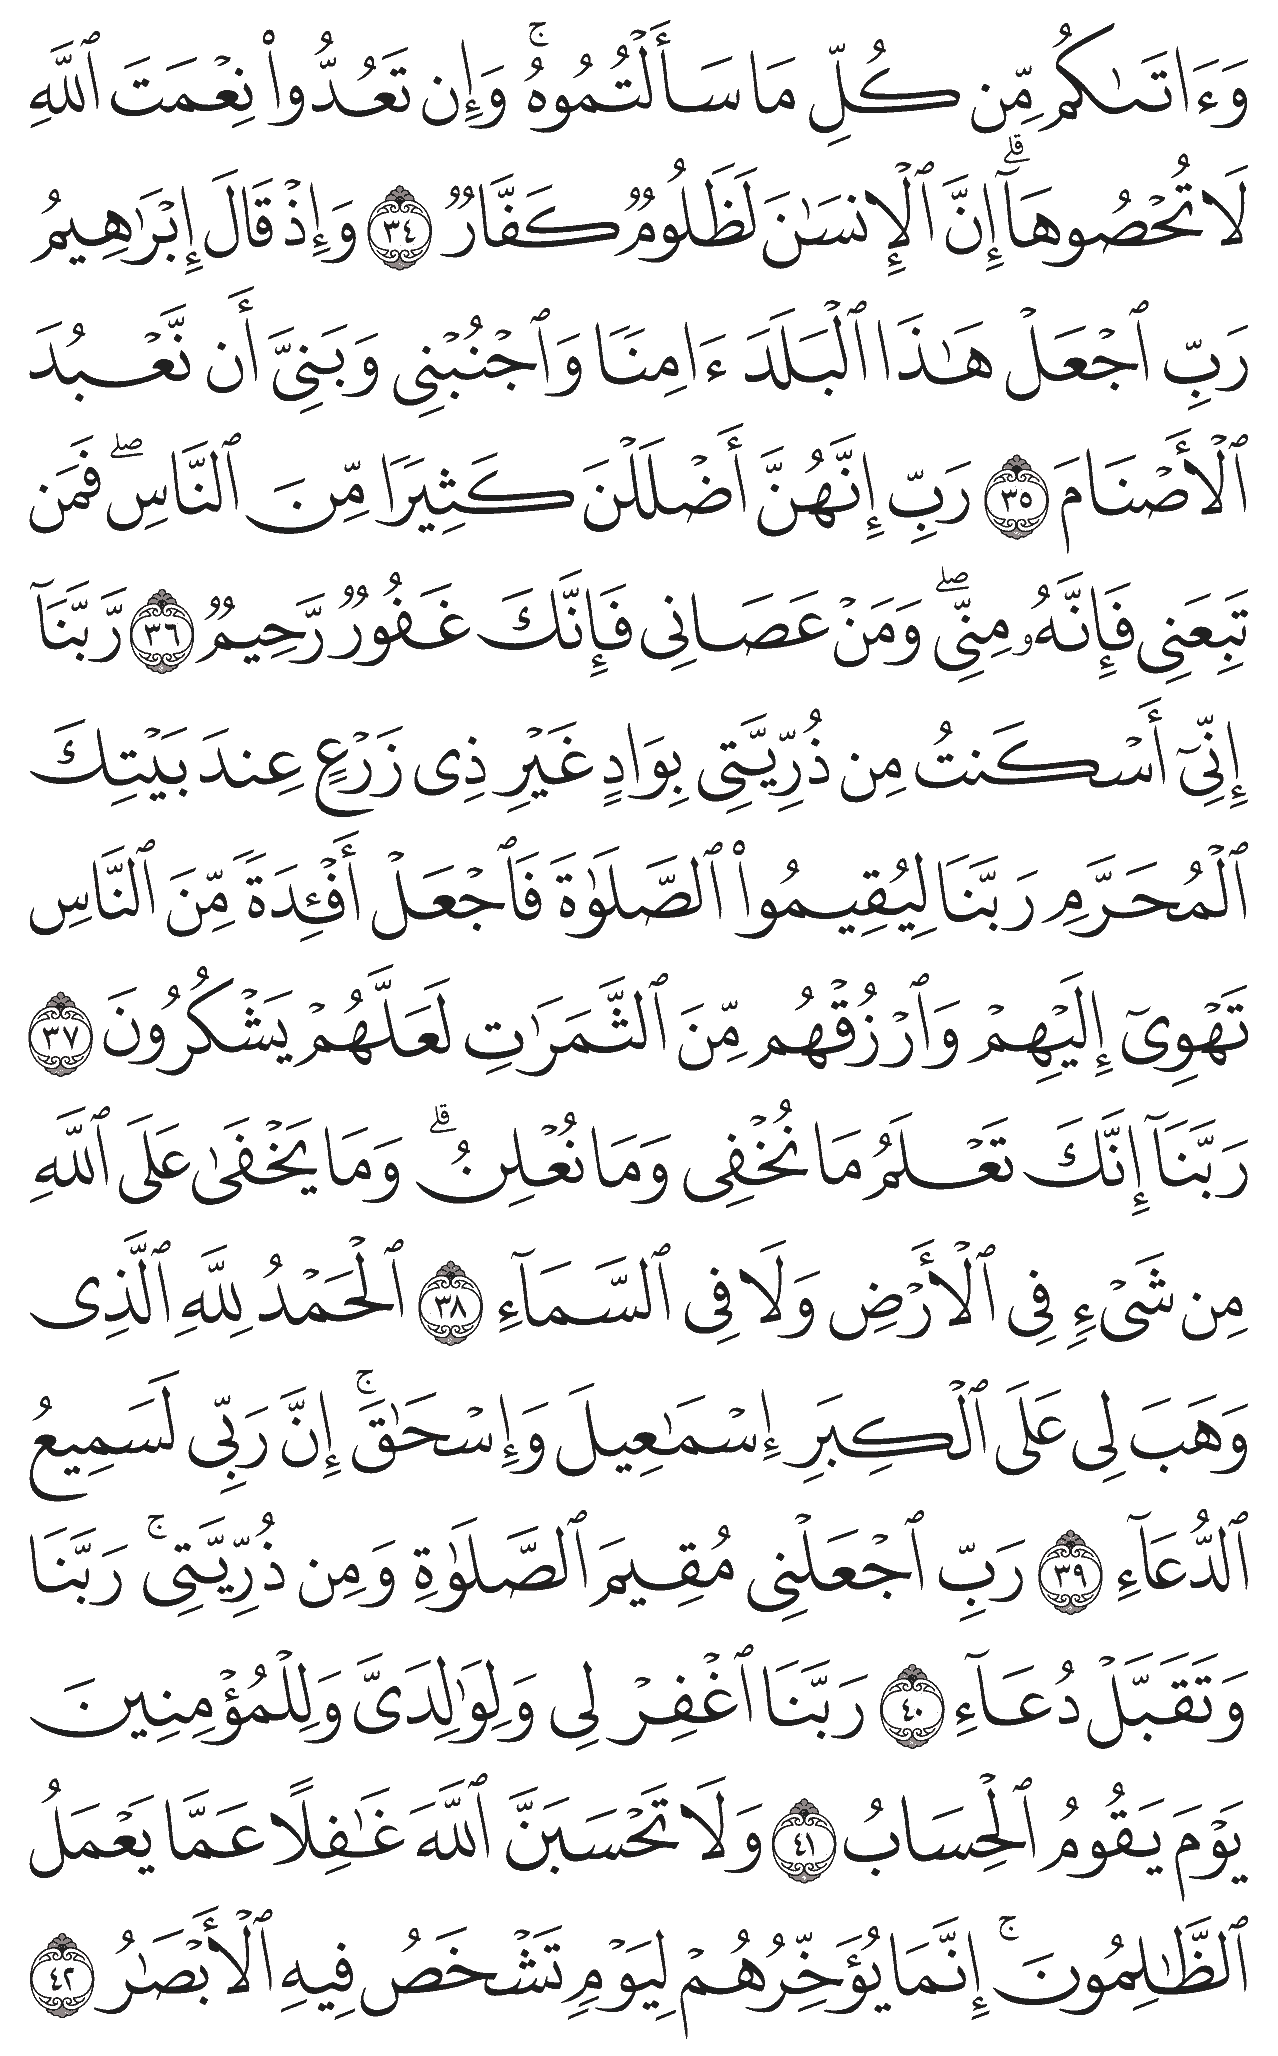 وَءَاتَىٰكُم مِّن كُلِّ مَا سَأَلْتُمُوهُ ۚ وَإِن تَعُدُّوا۟ نِعْمَتَ ٱللَّهِ
لَا تُحْصُوهَآ ۗ إِنَّ ٱلْإِنسَـٰنَ لَظَلُومٌ كَفَّارٌ ٣٤ وَإِذْ قَالَ إِبْرَٰهِيمُ
رَبِّ ٱجْعَلْ هَـٰذَا ٱلْبَلَدَ ءَامِنًا وَٱجْنُبْنِى وَبَنِىَّ أَن نَّعْبُدَ
ٱلْأَصْنَامَ ٣٥ رَبِّ إِنَّهُنَّ أَضْلَلْنَ كَثِيرًا مِّنَ ٱلنَّاسِ ۖ فَمَن
تَبِعَنِى فَإِنَّهُۥ مِنِّى ۖ وَمَنْ عَصَانِى فَإِنَّكَ غَفُورٌ رَّحِيمٌ ٣٦ رَّبَّنَآ
إِنِّىٓ أَسْكَنتُ مِن ذُرِّيَّتِى بِوَادٍ غَيْرِ ذِى زَرْعٍ عِندَ بَيْتِكَ
ٱلْمُحَرَّمِ رَبَّنَا لِيُقِيمُوا۟ ٱلصَّلَوٰةَ فَٱجْعَلْ أَفْـِٔدَةً مِّنَ ٱلنَّاسِ
تَهْوِىٓ إِلَيْهِمْ وَٱرْزُقْهُم مِّنَ ٱلثَّمَرَٰتِ لَعَلَّهُمْ يَشْكُرُونَ ٣٧
رَبَّنَآ إِنَّكَ تَعْلَمُ مَا نُخْفِى وَمَا نُعْلِنُ ۗ وَمَا يَخْفَىٰ عَلَى ٱللَّهِ
مِن شَىْءٍ فِى ٱلْأَرْضِ وَلَا فِى ٱلسَّمَآءِ ٣٨ ٱلْحَمْدُ لِلَّهِ ٱلَّذِى
وَهَبَ لِى عَلَى ٱلْكِبَرِ إِسْمَـٰعِيلَ وَإِسْحَـٰقَ ۚ إِنَّ رَبِّى لَسَمِيعُ
ٱلدُّعَآءِ ٣٩ رَبِّ ٱجْعَلْنِى مُقِيمَ ٱلصَّلَوٰةِ وَمِن ذُرِّيَّتِى ۚ رَبَّنَا
وَتَقَبَّلْ دُعَآءِ ٤٠ رَبَّنَا ٱغْفِرْ لِى وَلِوَٰلِدَىَّ وَلِلْمُؤْمِنِينَ
يَوْمَ يَقُومُ ٱلْحِسَابُ ٤١ وَلَا تَحْسَبَنَّ ٱللَّهَ غَـٰفِلًا عَمَّا يَعْمَلُ
ٱلظَّـٰلِمُونَ ۚ إِنَّمَا يُؤَخِّرُهُمْ لِيَوْمٍ تَشْخَصُ فِيهِ ٱلْأَبْصَـٰرُ ٤٢